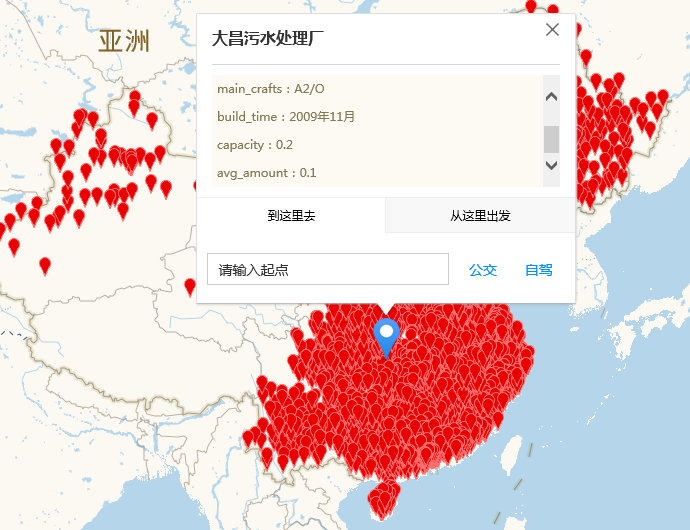 亚洲
大昌污水处理厂
main_crafts : A2/O
build_time : 2009年11月
capacity : 0.2
avg_amount : 0.1
到这里去
从这里出发
请输入起点
公交
自驾